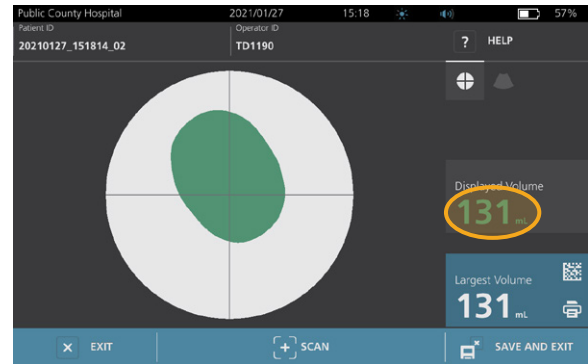 Public County Hospital 2021/01/27 15:18 57%
Patient ID Operator ID
20210127_151814_02 TD1190
? HELP
Displayed Volume
131 mL
Largest Volume
131 mL
× EXIT
[+] SCAN
SAVE AND EXIT